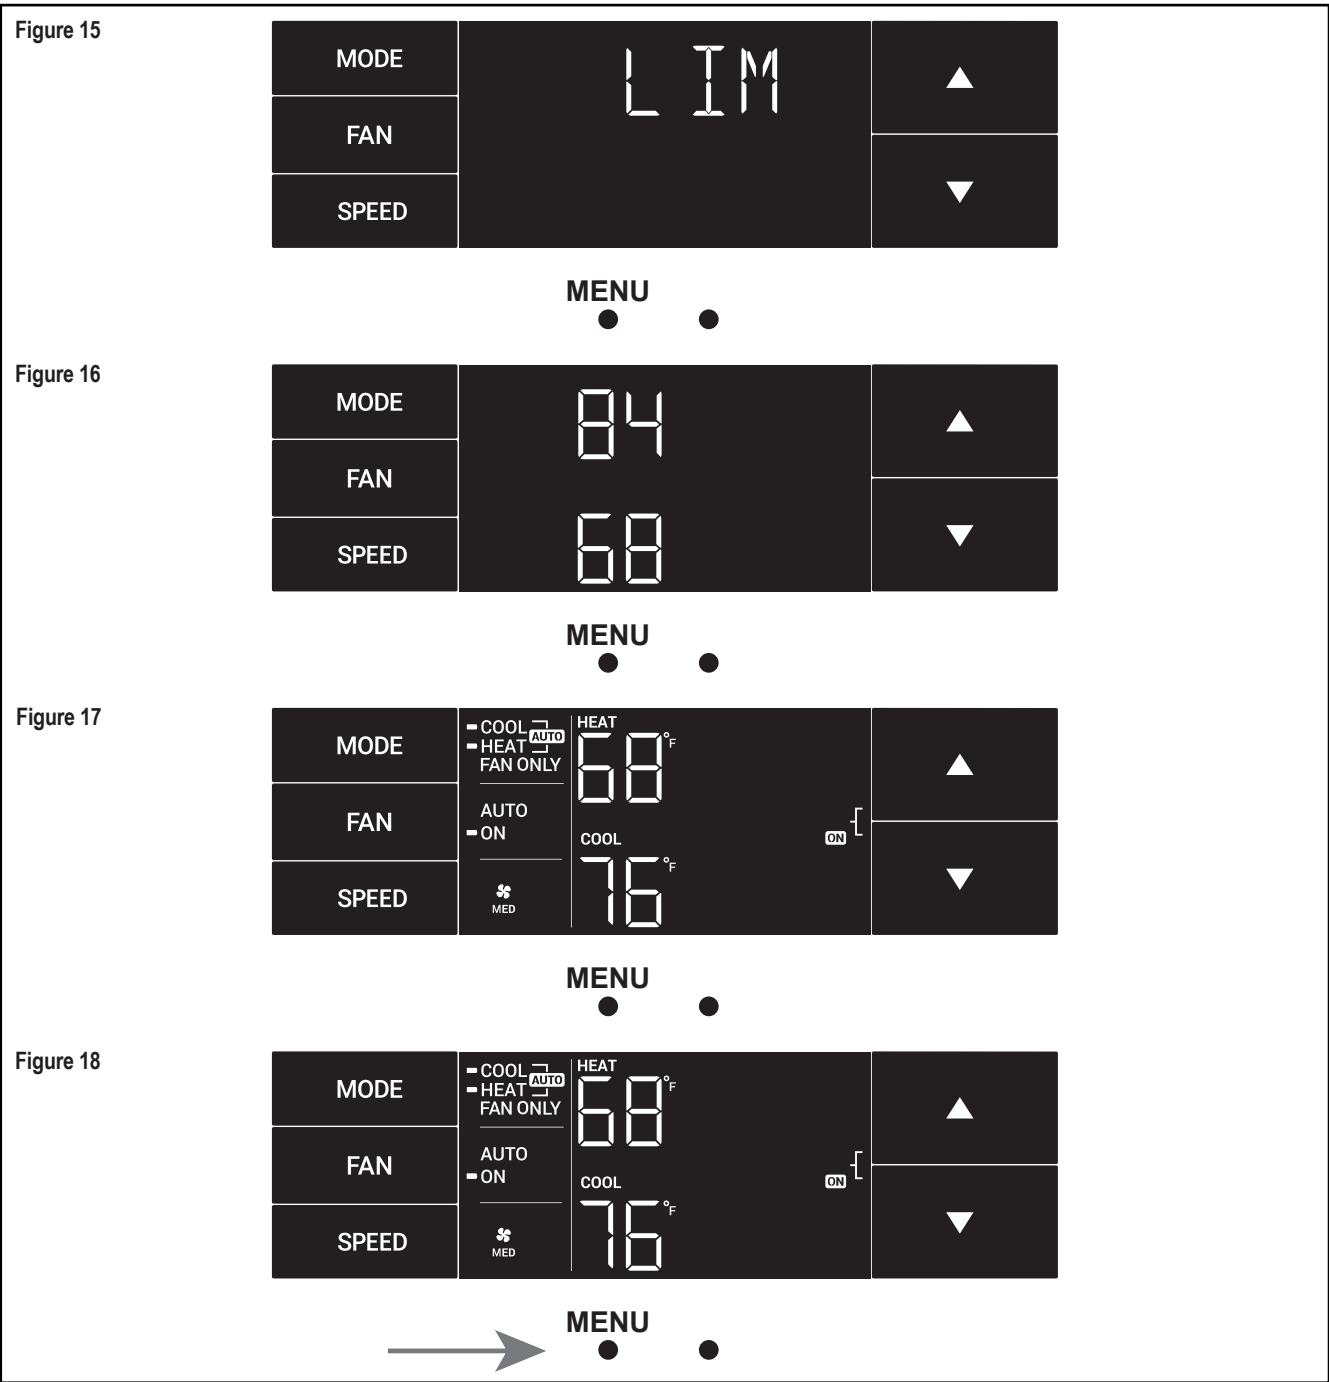 Figure 15
MODE
FAN
SPEED
LIM
MENU
Figure 16
MODE
FAN
SPEED
84
68
MENU
Figure 17
MODE
FAN
SPEED
COOL
HEAT
AUTO
FAN ONLY
AUTO
ON
MED
HEAT
68°F
COOL
76°F
ON
MENU
Figure 18
MODE
FAN
SPEED
COOL
HEAT
AUTO
FAN ONLY
AUTO
ON
MED
HEAT
68°F
COOL
76°F
ON
MENU